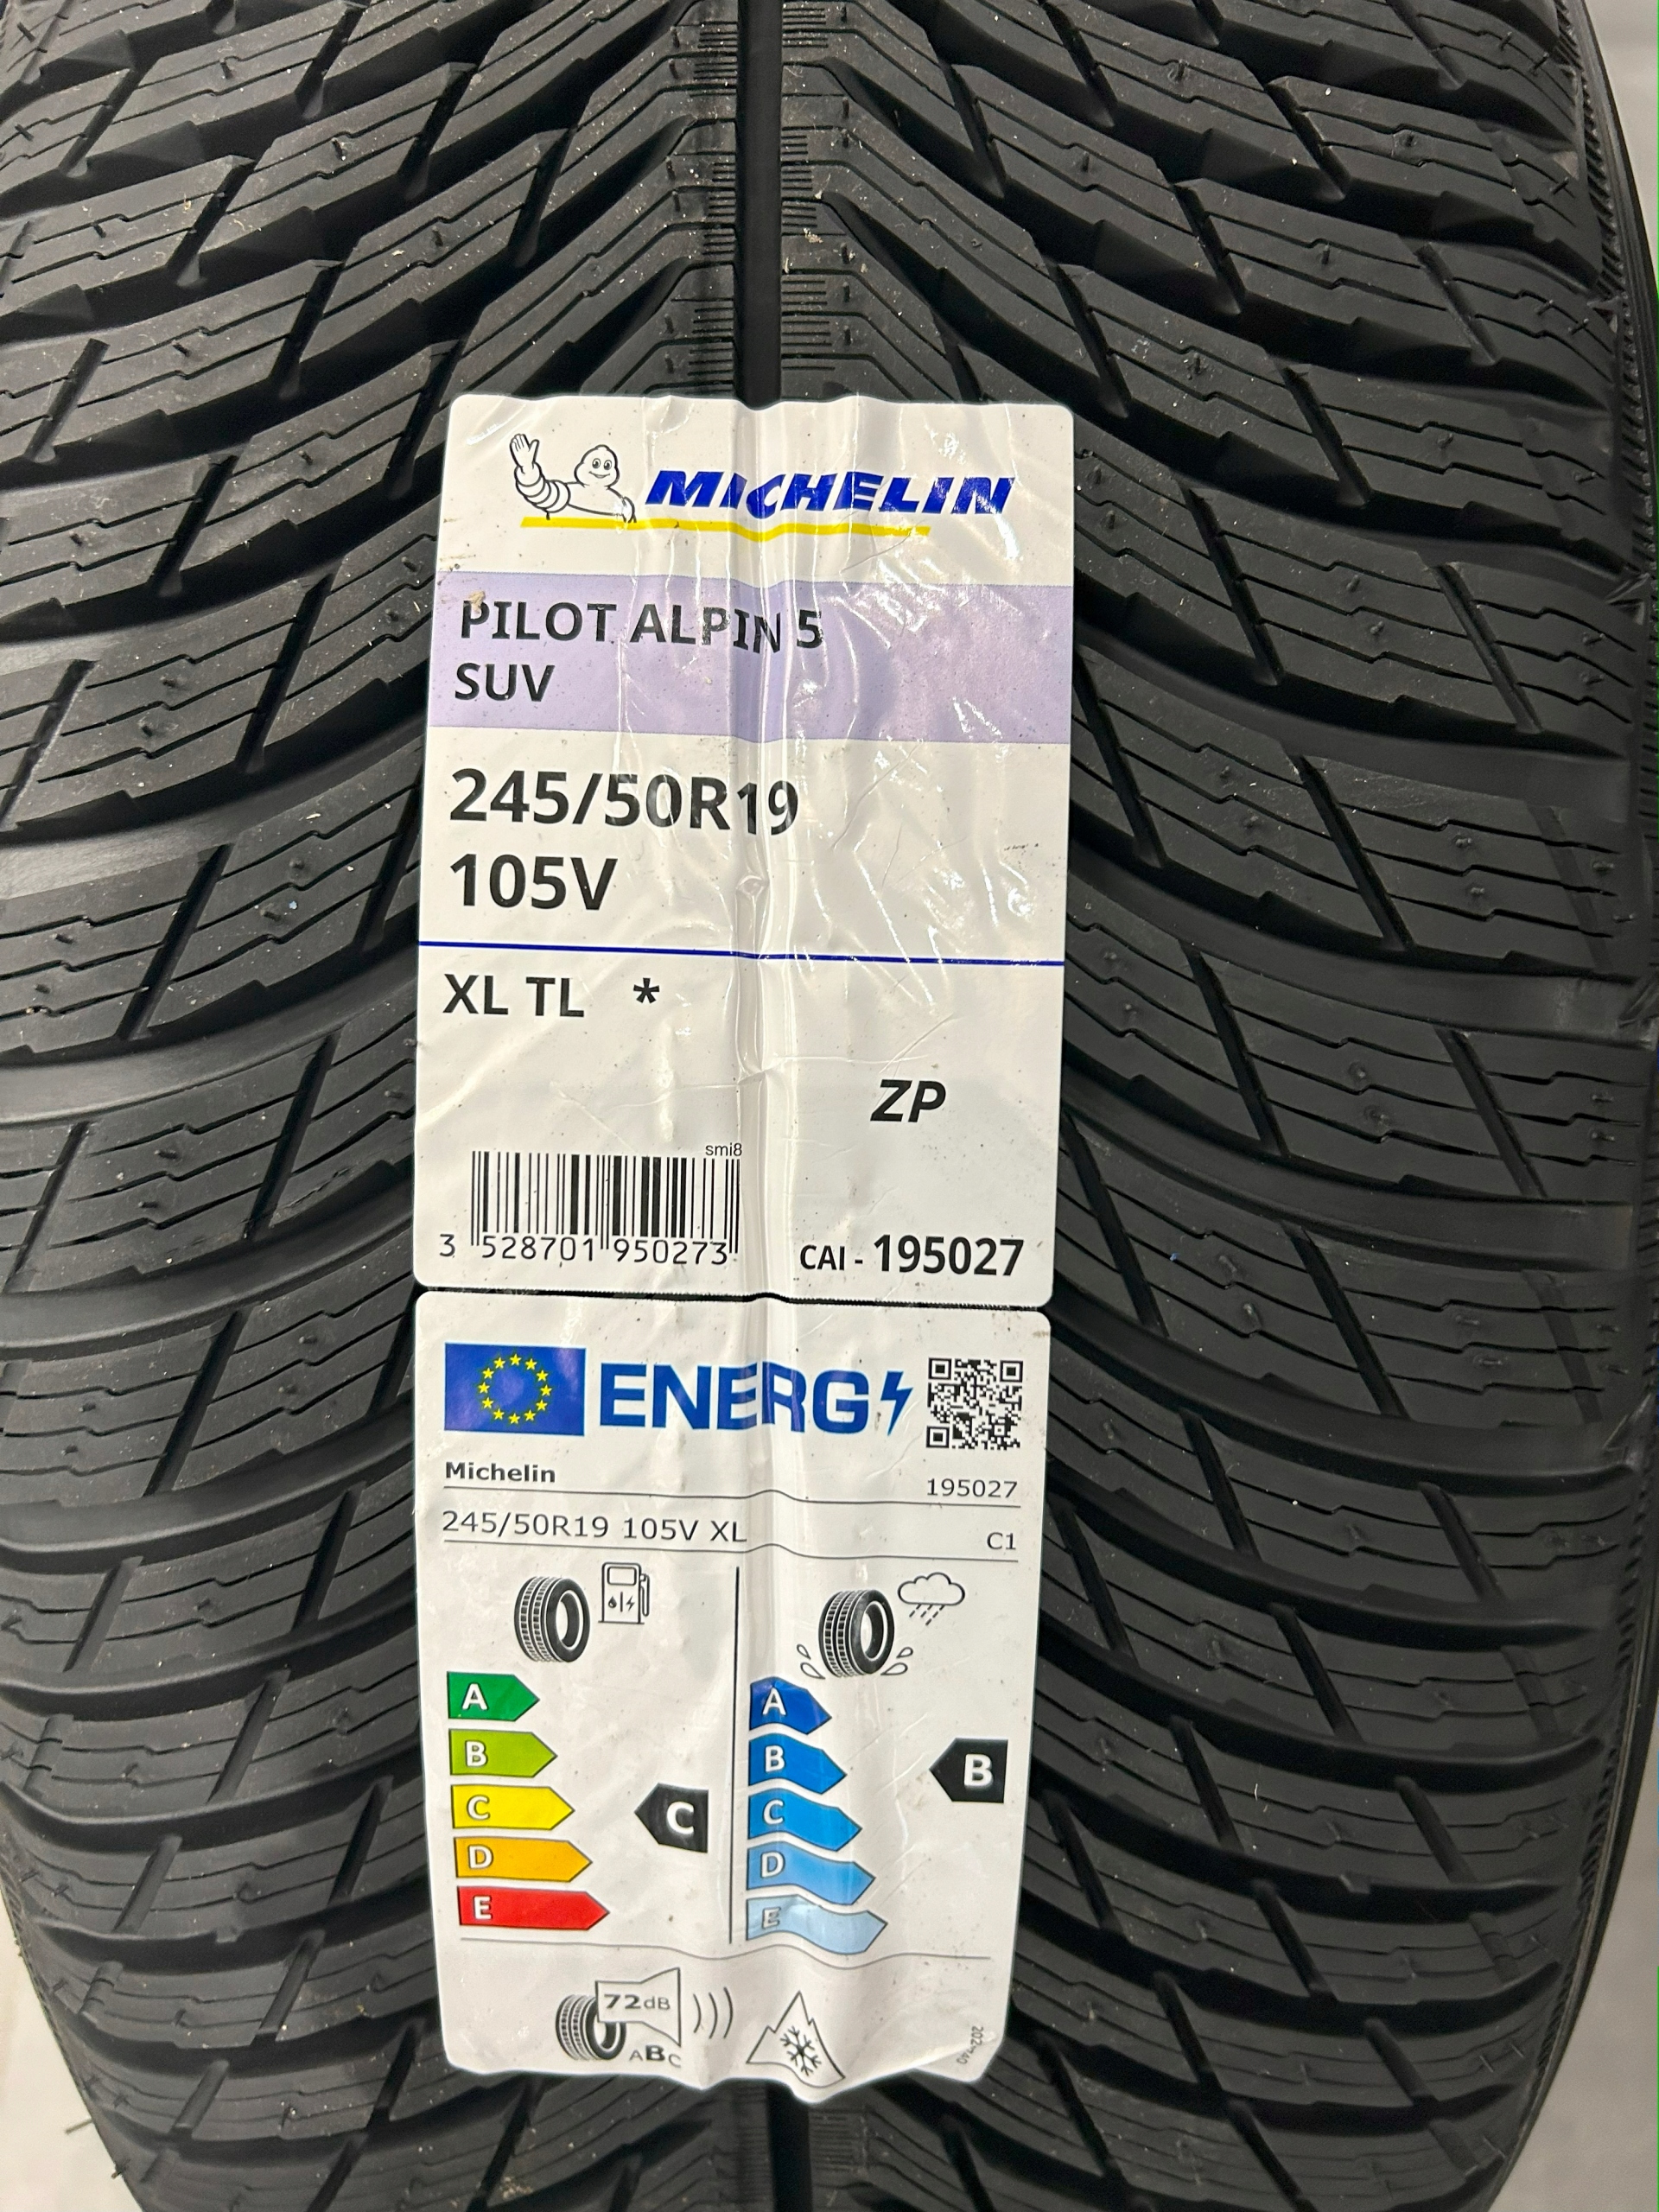 MICHELIN
PILOT ALPIN 5
SUV
245/50R19
105V
XL TL *
ZP
smi8
3 528701 950273
CAI - 195027
ENERG
Michelin
195027
245/50R19 105V XL
C1
A
B
C
D
E
C
A
B
C
D
E
B
72dB
ABC